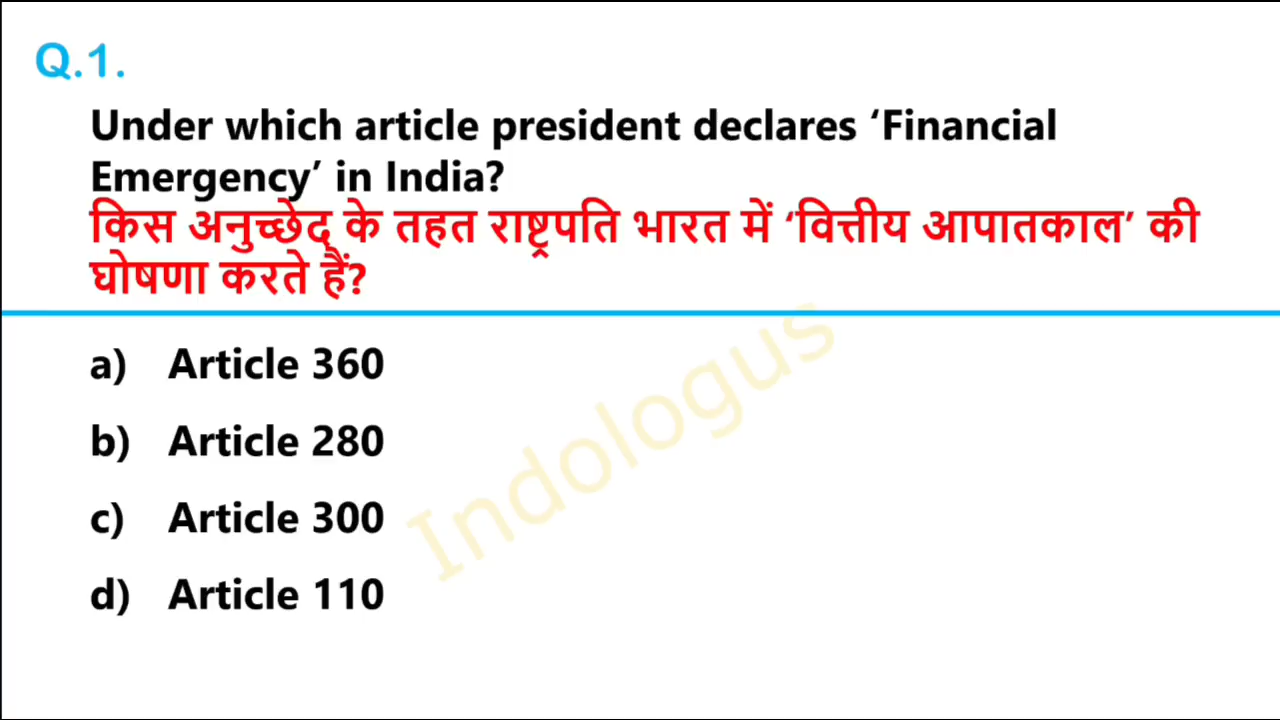 Q.1.
Under which article president declares ‘Financial
Emergency’ in India?
किस अनुच्छेद के तहत राष्ट्रपति भारत में ‘वित्तीय आपातकाल’ की
घोषणा करते हैं?
a) Article 360
b) Article 280
c) Article 300
d) Article 110
Indologus